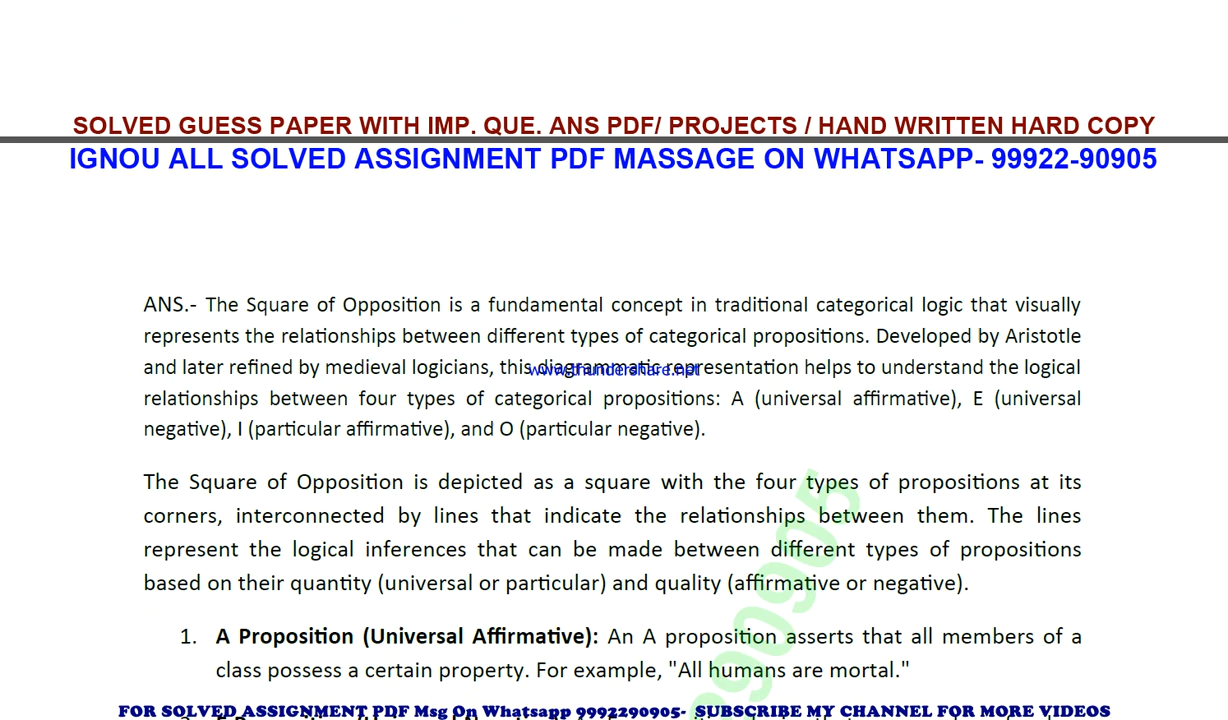 SOLVED GUESS PAPER WITH IMP. QUE. ANS PDF/ PROJECTS / HAND WRITTEN HARD COPY
IGNOU ALL SOLVED ASSIGNMENT PDF MASSAGE ON WHATSAPP- 99922-90905
ANS.- The Square of Opposition is a fundamental concept in traditional categorical logic that visually
represents the relationships between different types of categorical propositions. Developed by Aristotle
and later refined by medieval logicians, this diagrammatic representation helps to understand the logical
www.thundershare.net
relationships between four types of categorical propositions: A (universal affirmative), E (universal
negative), I (particular affirmative), and O (particular negative).
The Square of Opposition is depicted as a square with the four types of propositions at its
corners, interconnected by lines that indicate the relationships between them. The lines
represent the logical inferences that can be made between different types of propositions
based on their quantity (universal or particular) and quality (affirmative or negative).
1. A Proposition (Universal Affirmative): An A proposition asserts that all members of a
class possess a certain property. For example, "All humans are mortal."
90905
FOR SOLVED ASSIGNMENT PDF Msg On Whatsapp 9992290905- SUBSCRIBE MY CHANNEL FOR MORE VIDEOS